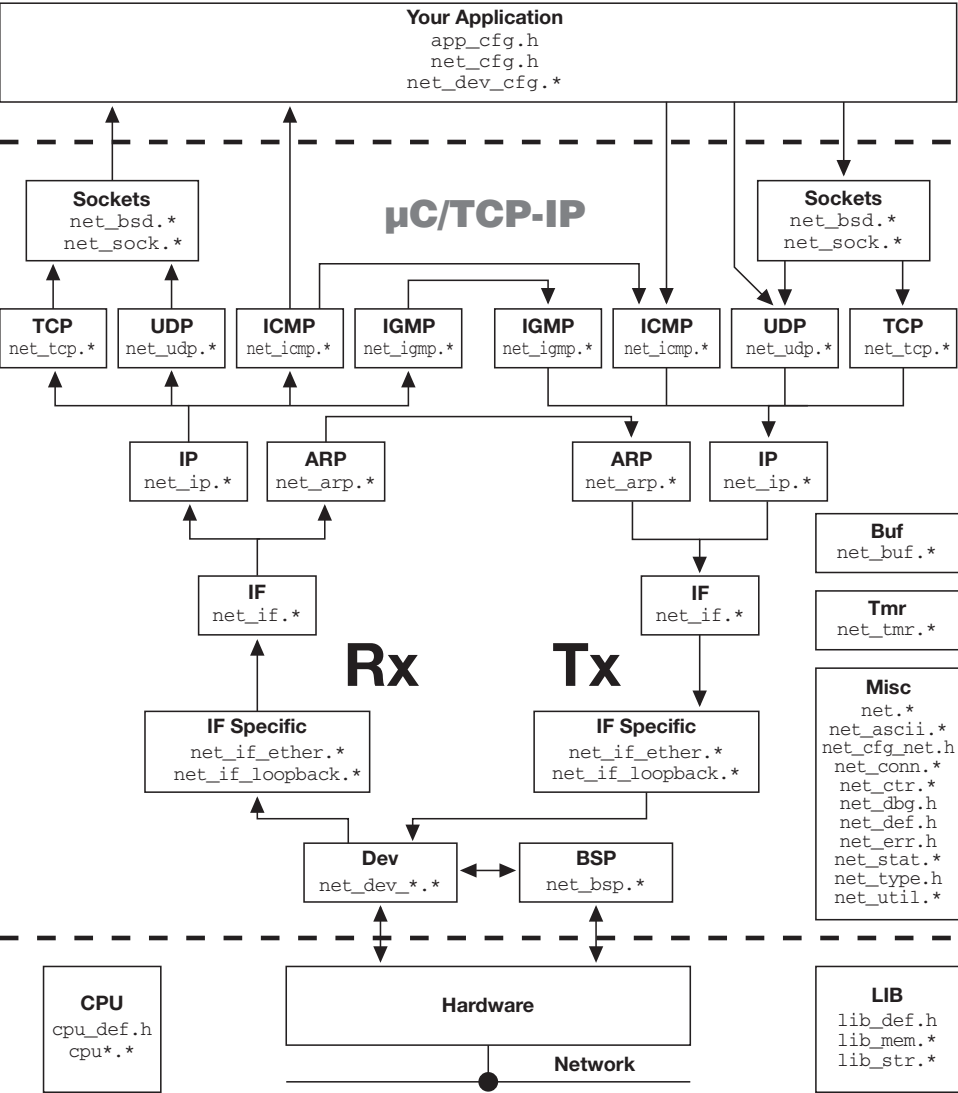 Your Application
app_cfg.h
net_cfg.h
net_dev_cfg.*
µC/TCP-IP
Sockets
net_bsd.*
net_sock.*
Sockets
net_bsd.*
net_sock.*
TCP
net_tcp.*
UDP
net_udp.*
ICMP
net_icmp.*
IGMP
net_igmp.*
IGMP
net_igmp.*
ICMP
net_icmp.*
UDP
net_udp.*
TCP
net_tcp.*
IP
net_ip.*
ARP
net_arp.*
ARP
net_arp.*
IP
net_ip.*
Buf
net_buf.*
IF
net_if.*
IF
net_if.*
Tmr
net_tmr.*
Rx
Tx
Misc
net.*
net_ascii.*
net_cfg_net.h
net_conn.*
net_ctr.*
net_dbg.h
net_def.h
net_err.h
net_stat.*
net_type.h
net_util.*
IF Specific
net_if_ether.*
net_if_loopback.*
IF Specific
net_if_ether.*
net_if_loopback.*
Dev
net_dev_*.*
BSP
net_bsp.*
CPU
cpu_def.h
cpu*.*
Hardware
Network
LIB
lib_def.h
lib_mem.*
lib_str.*